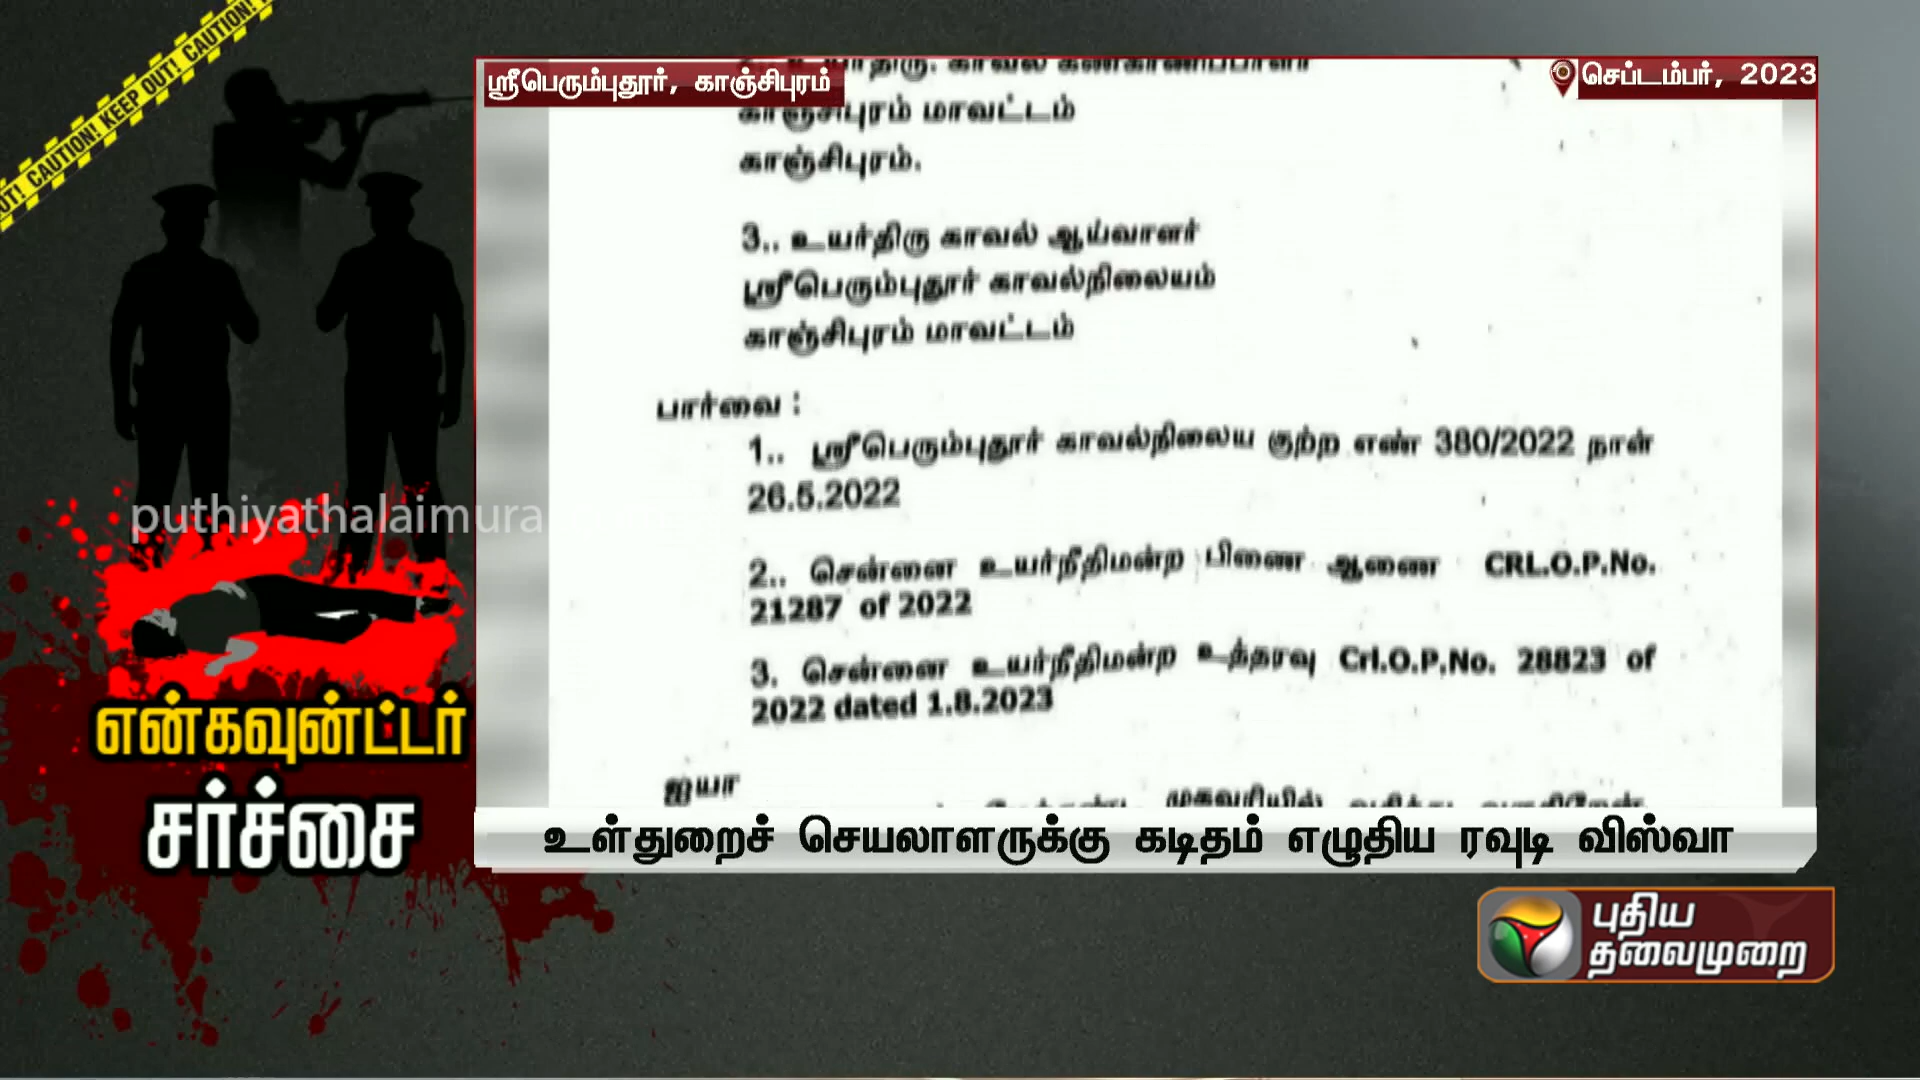 OUT! CAUTION! KEEP OUT! CAUTION!
ஸ்ரீபெரும்புதூர், காஞ்சிபுரம்
செப்டம்பர், 2023
காஞ்சிபுரம் மாவட்டம்
காஞ்சிபுரம்.
3.. உயர்திரு காவல் ஆய்வாளர்
ஸ்ரீபெரும்புதூர் காவல்நிலையம்
காஞ்சிபுரம் மாவட்டம்
பார்வை :
1.. ஸ்ரீபெரும்புதூர் காவல்நிலைய குற்ற எண் 380/2022 நாள்
26.5.2022
2.. சென்னை உயர்நீதிமன்ற பிணை ஆணை CRL.O.P.No.
21287 of 2022
3. சென்னை உயர்நீதிமன்ற உத்தரவு Crl.O.P.No. 28823 of
2022 dated 1.8.2023
ஐயா
puthiyathalaimura
என்கவுன்ட்டர்
சர்ச்சை
உள்துறைச் செயலாளருக்கு கடிதம் எழுதிய ரவுடி விஸ்வா
புதிய
தலைமுறை